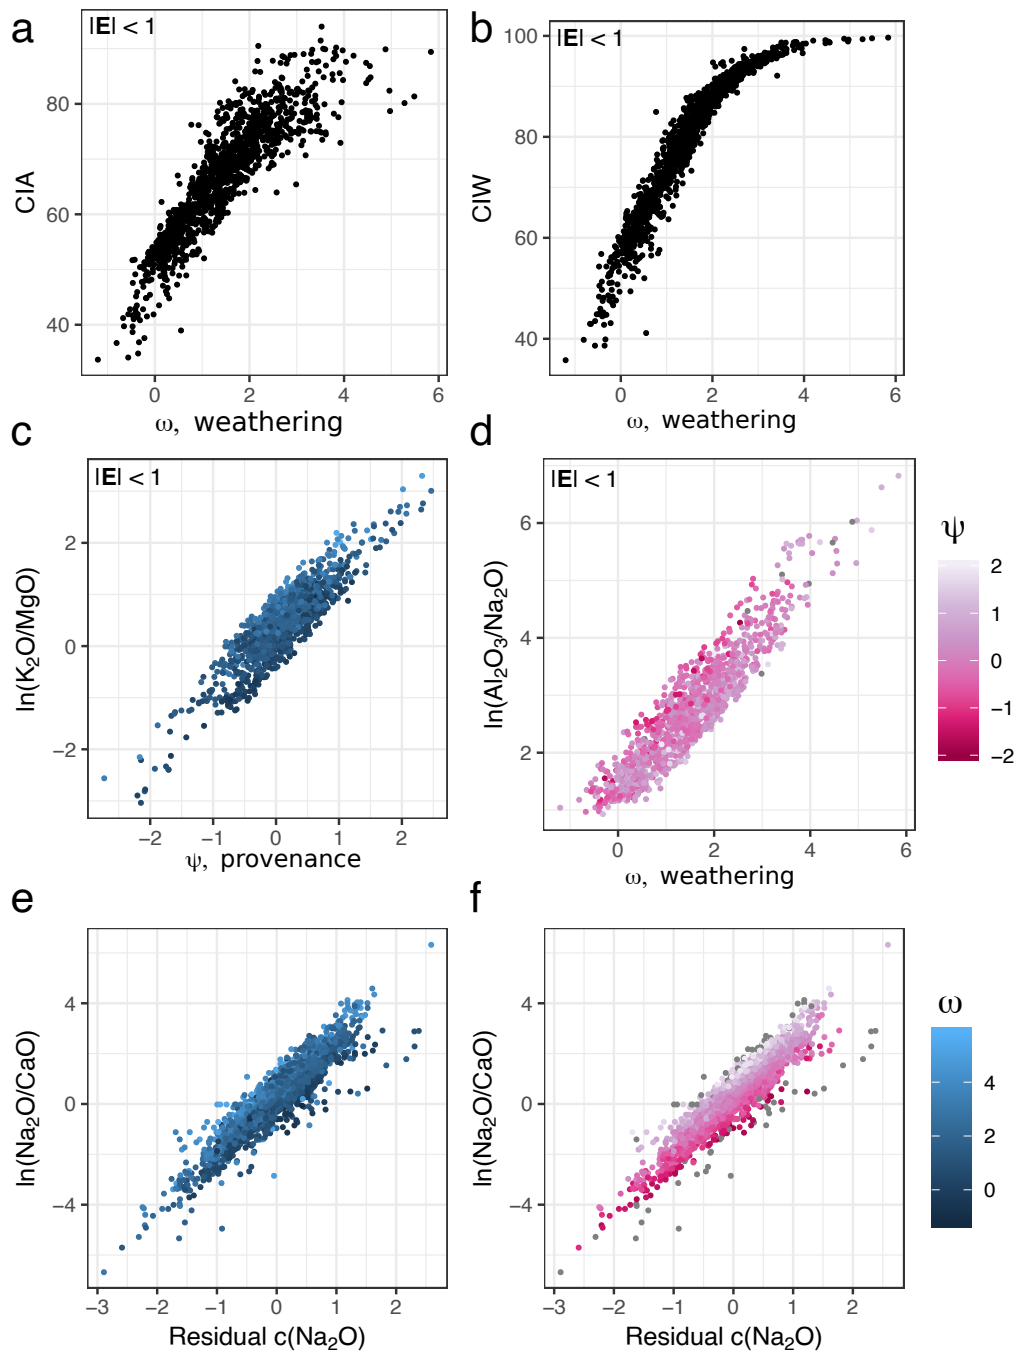 a
|E| < 1
CIA
80
60
40
0 2 4 6
ω, weathering
b
|E| < 1
CIW
100
80
60
40
0 2 4 6
ω, weathering
c
|E| < 1
ln(K₂O/MgO)
2
0
−2
−2 −1 0 1 2
ψ, provenance
d
ln(Al₂O₃/Na₂O)
6
4
2
0 2 4 6
ω, weathering
ψ
2
1
0
−1
−2
e
ln(Na₂O/CaO)
4
0
−4
−3 −2 −1 0 1 2
Residual c(Na₂O)
f
ln(Na₂O/CaO)
4
0
−4
−3 −2 −1 0 1 2
Residual c(Na₂O)
ω
4
2
0